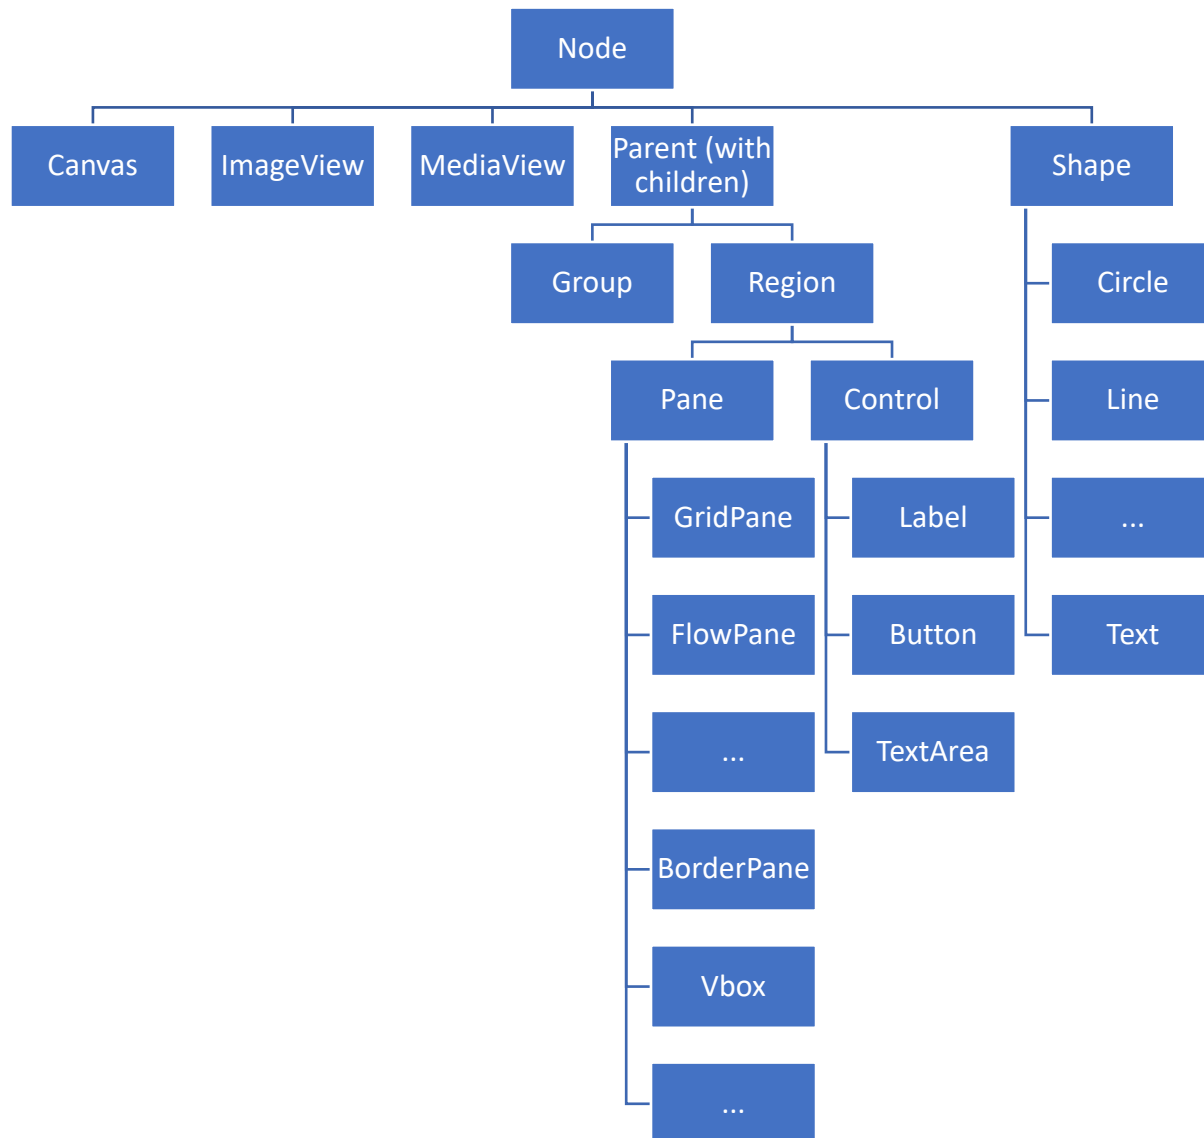 Node
Canvas
ImageView
MediaView
Parent (with
children)
Shape
Group
Region
Circle
Pane
Control
Line
GridPane
Label
...
FlowPane
Button
Text
...
TextArea
BorderPane
Vbox
...